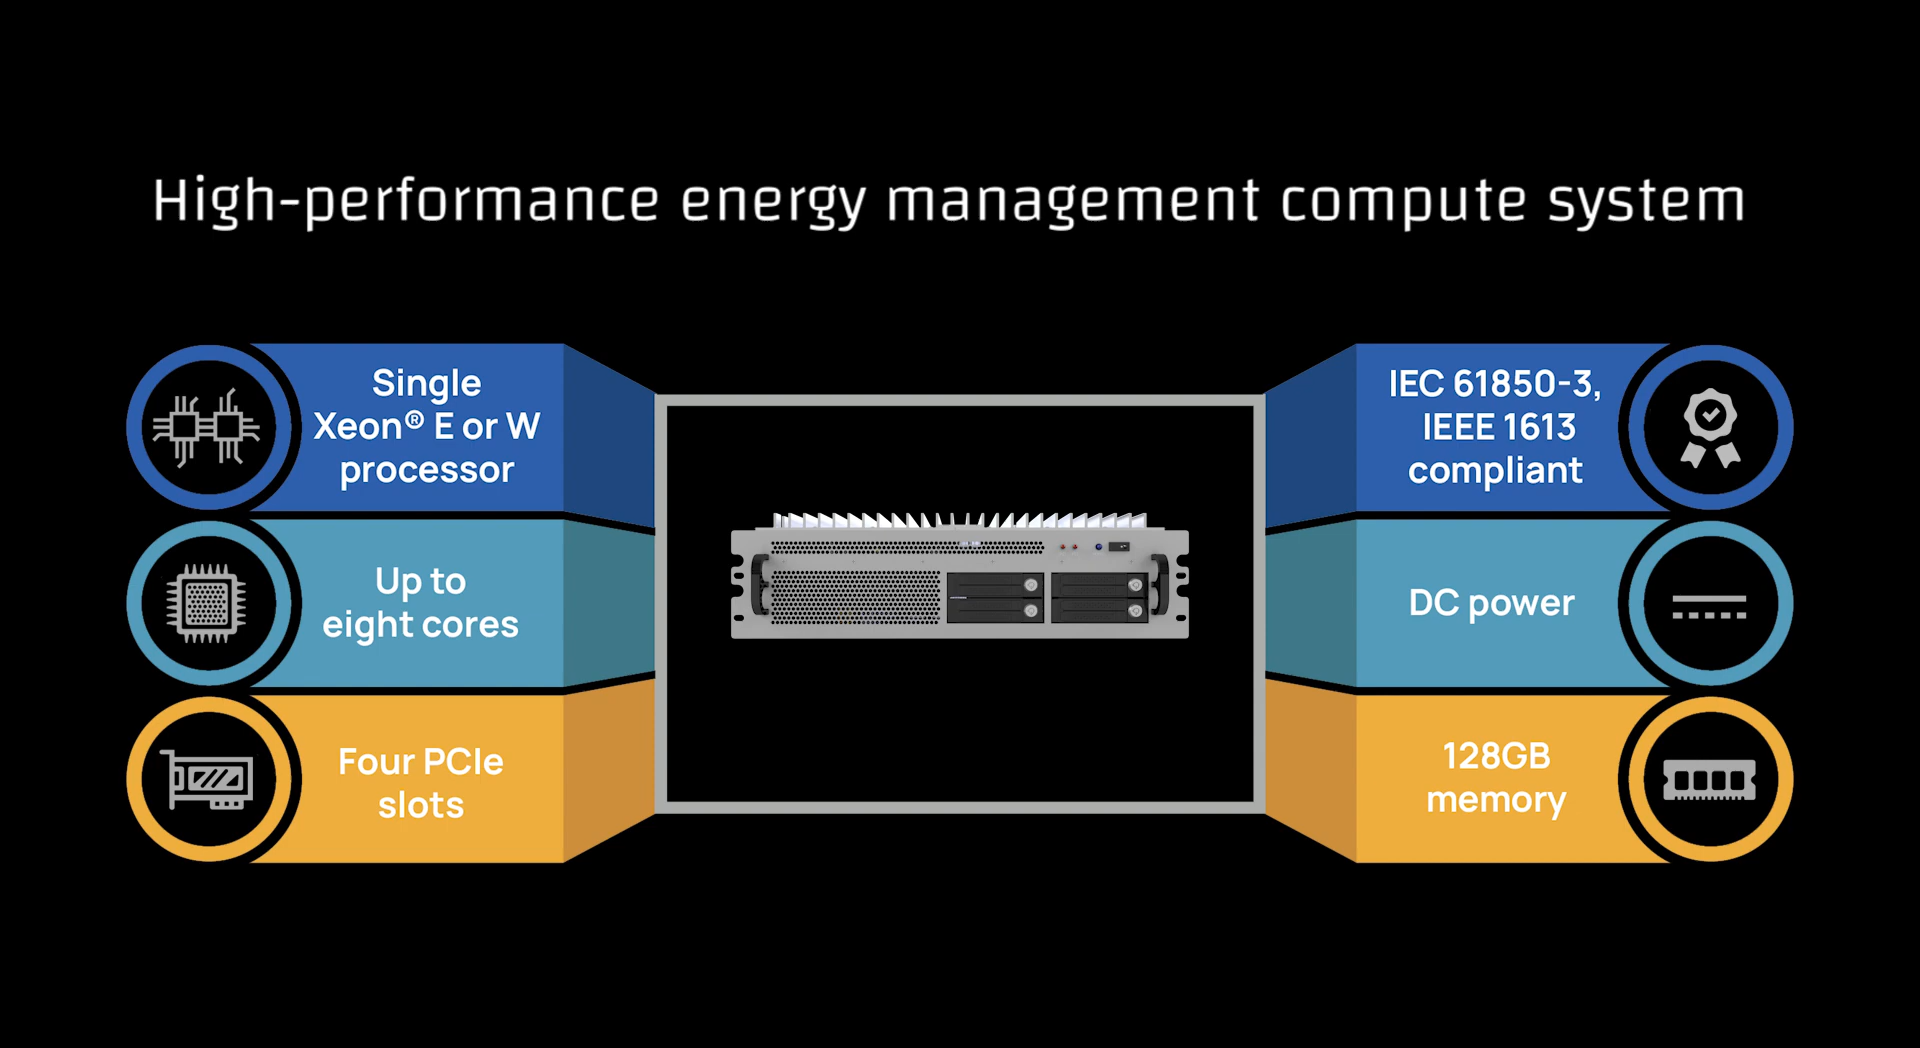 High-performance energy management compute system
Single
Xeon® E or W
processor
Up to
eight cores
Four PCIe
slots
IEC 61850-3,
IEEE 1613
compliant
DC power
128GB
memory